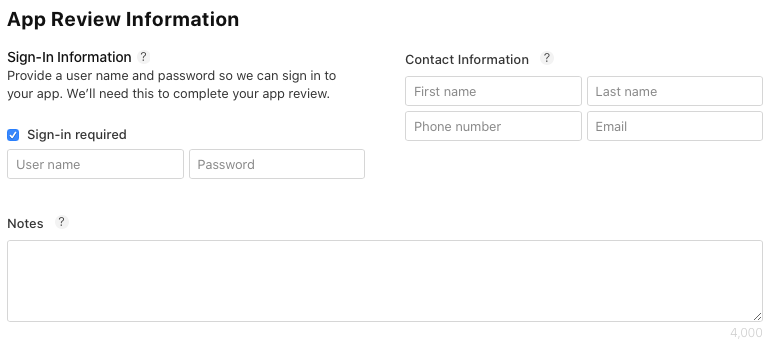 App Review Information
Sign-In Information ?
Provide a user name and password so we can sign in to
your app. We'll need this to complete your app review.
Sign-in required
User name
Password
Contact Information ?
First name
Last name
Phone number
Email
Notes ?
4,000